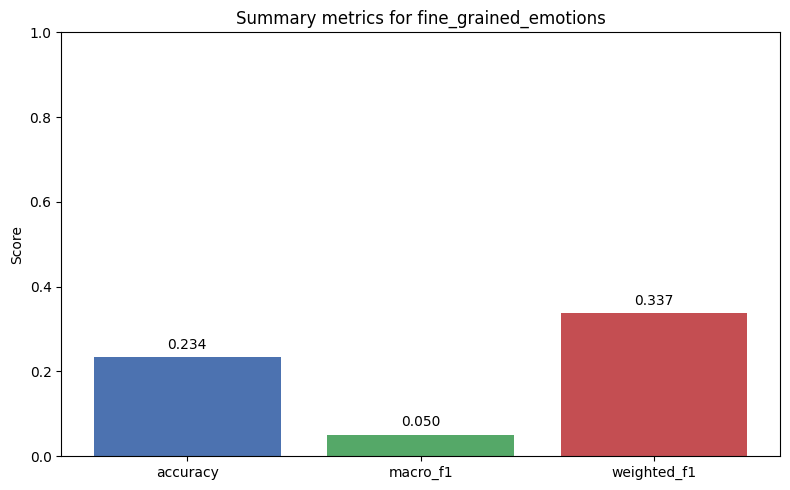 Summary metrics for fine_grained_emotions
1.0
0.8
0.6
0.4
0.2
0.0
Score
0.234
0.050
0.337
accuracy
macro_f1
weighted_f1